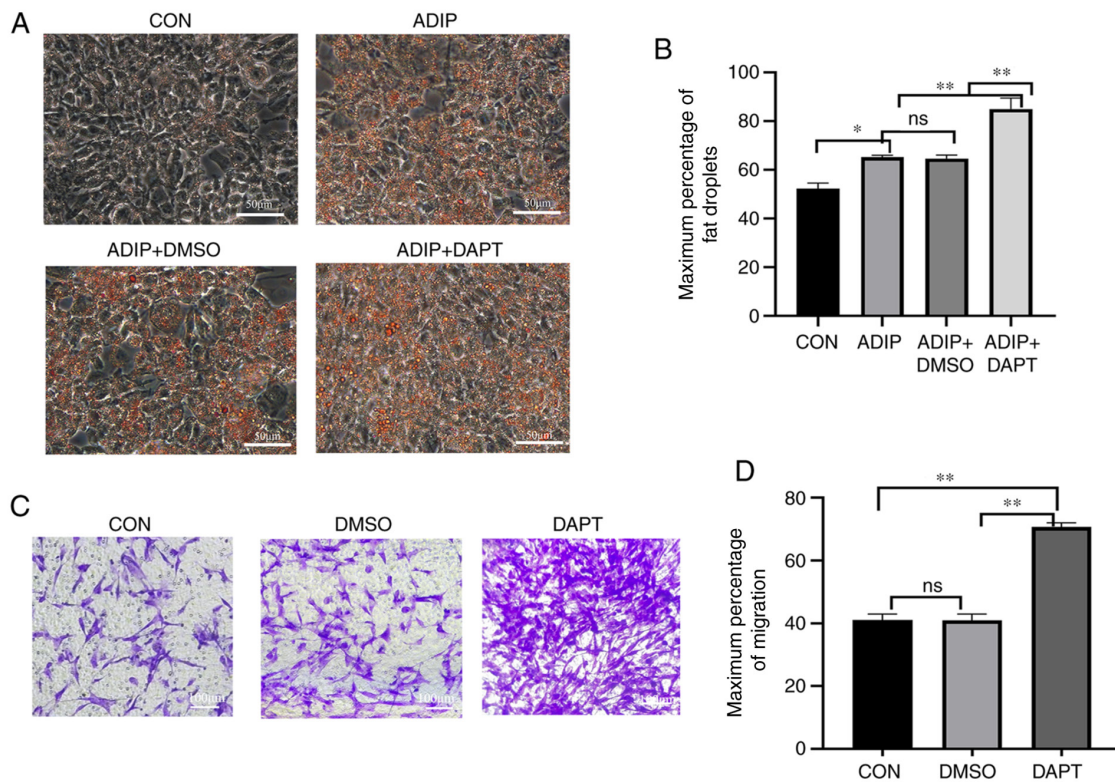 A
CON
ADIP
50μm
50μm
ADIP+DMSO
ADIP+DAPT
50μm
50μm
B
Maximum percentage of
fat droplets
100
80
60
40
20
0
*
ns
**
**
CON
ADIP
ADIP+
DMSO
ADIP+
DAPT
C
CON
DMSO
DAPT
100μm
100μm
100μm
D
Maximum percentage
of migration
80
60
40
20
0
**
**
ns
CON
DMSO
DAPT